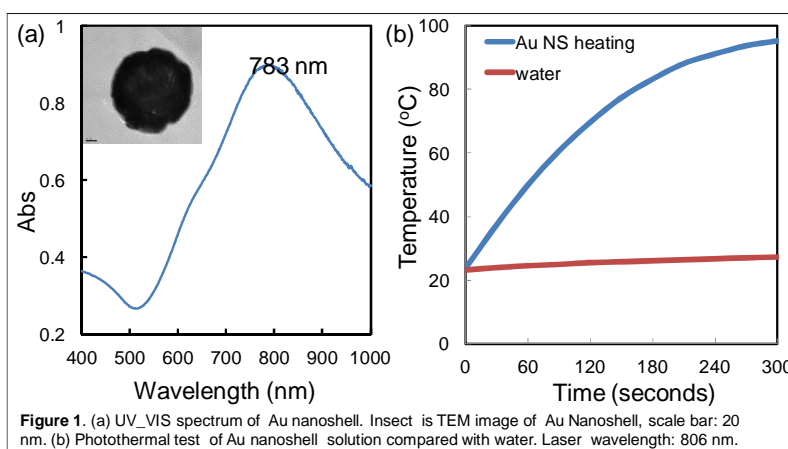 (a)
1
0.8
0.6
0.4
0.2
Abs
783 nm
400 500 600 700 800 900 1000
Wavelength (nm)
(b)
100
80
60
40
20
0
Temperature (ºC)
Au NS heating
water
0 60 120 180 240 300
Time (seconds)
Figure 1. (a) UV_VIS spectrum of Au nanoshell. Insect is TEM image of Au Nanoshell, scale bar: 20
nm. (b) Photothermal test of Au nanoshell solution compared with water. Laser wavelength: 806 nm.